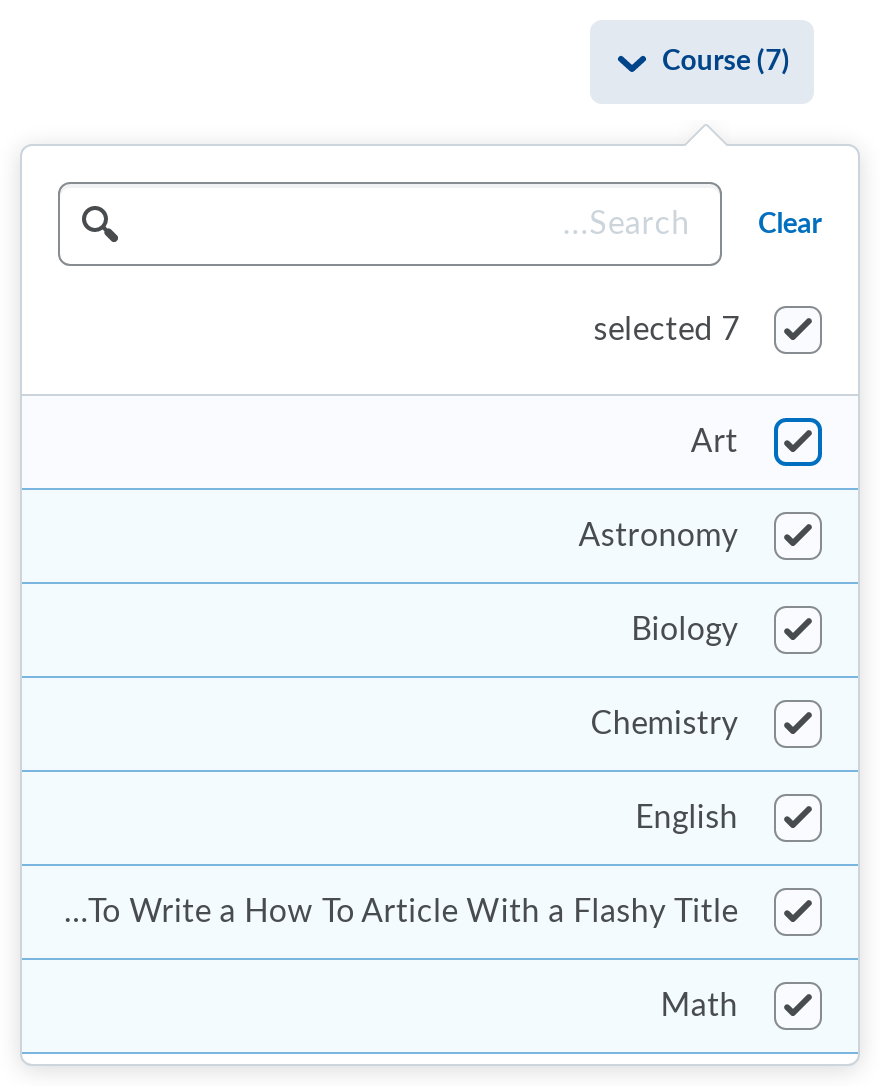 Course (7)
...Search
Clear
selected 7
Art
Astronomy
Biology
Chemistry
English
...To Write a How To Article With a Flashy Title
Math